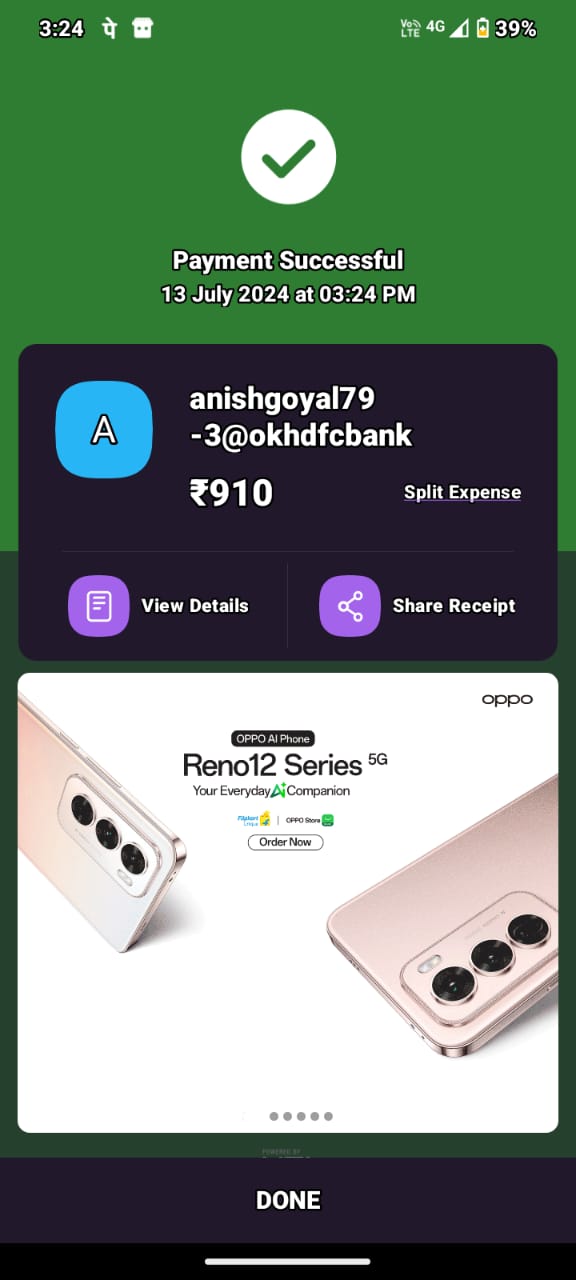 3:24 पे Vo LTE 4G 39%
Payment Successful
13 July 2024 at 03:24 PM
A
anishgoyal79
-3@okhdfcbank
₹910
Split Expense
View Details
Share Receipt
oppo
OPPO AI Phone
Reno12 Series 5G
Your Everyday AI Companion
Flipkart
OPPO Store
Order Now
POWERED BY
DONE